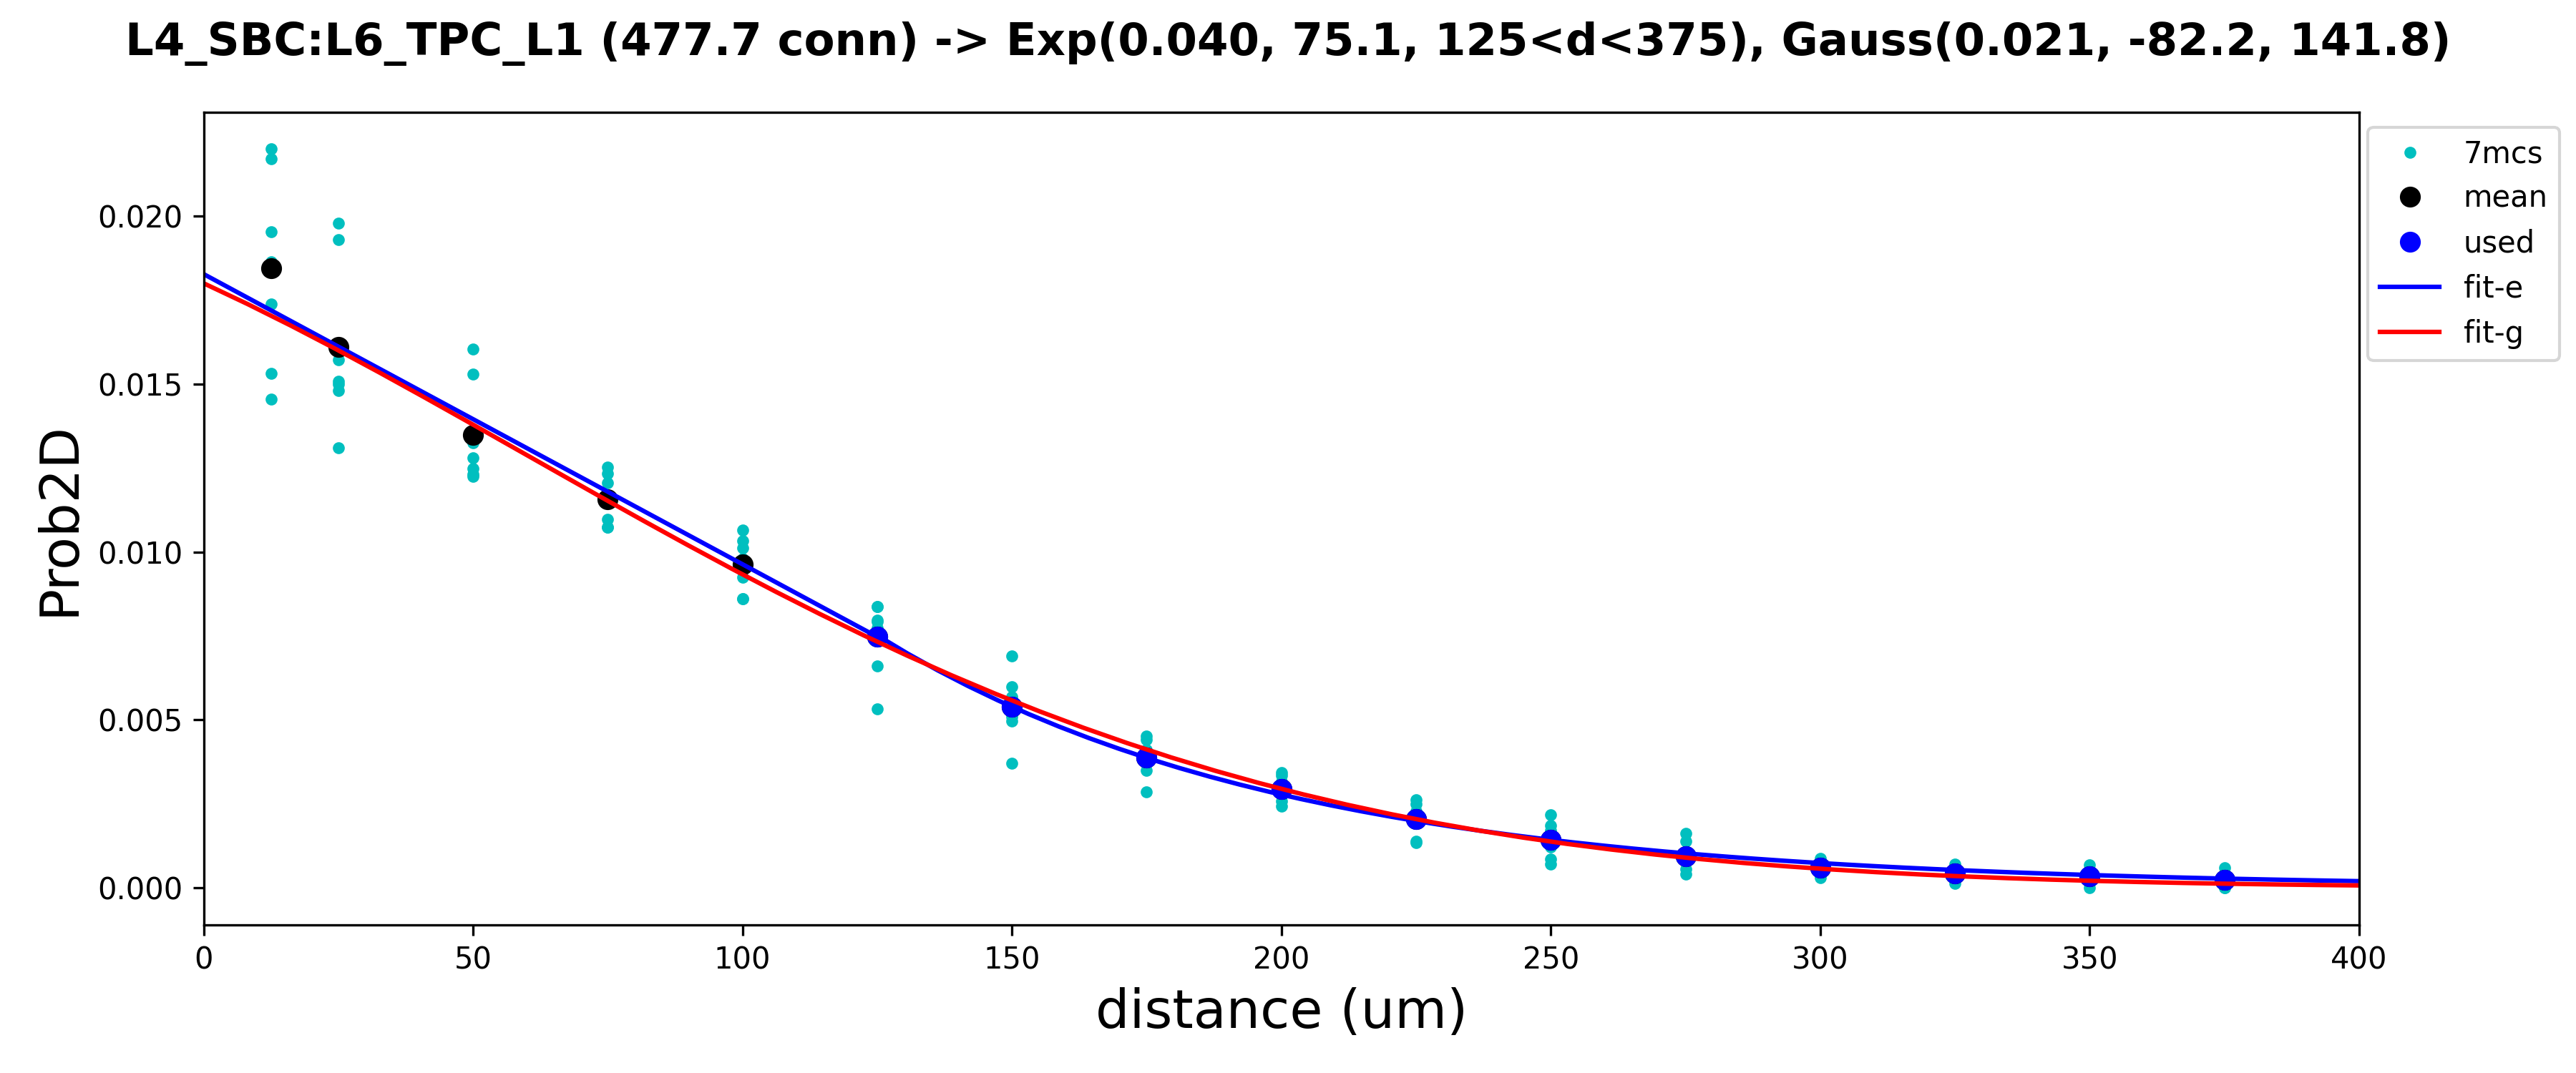 L4_SBC:L6_TPC_L1 (477.7 conn) -> Exp(0.040, 75.1, 125<d<375), Gauss(0.021, -82.2, 141.8)
7mcs
mean
used
fit-e
fit-g
Prob2D
0.020
0.015
0.010
0.005
0.000
0 50 100 150 200 250 300 350 400
distance (um)